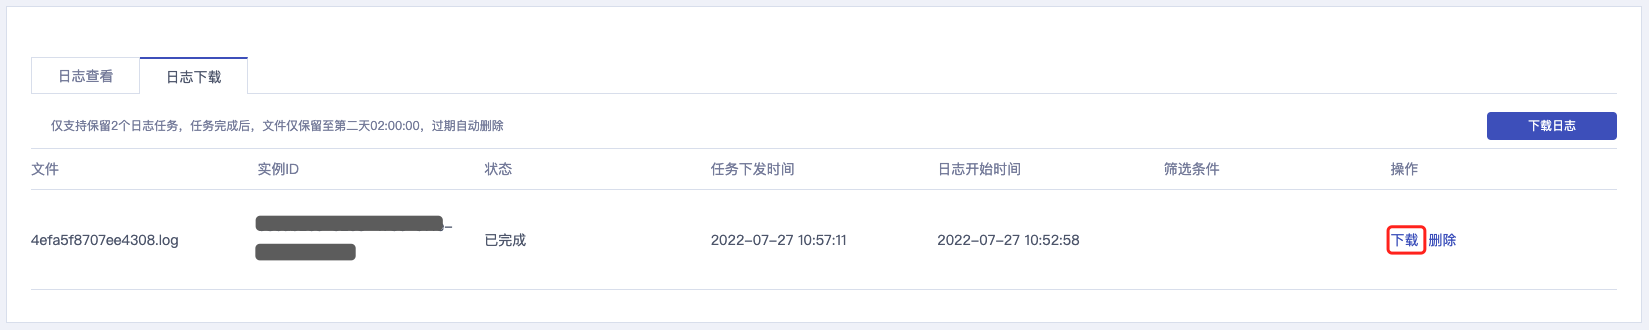 日志查看 日志下载
仅支持保留2个日志任务，任务完成后，文件仅保留至第二天02:00:00，过期自动删除 下载日志
文件 实例ID 状态 任务下发时间 日志开始时间 筛选条件 操作
4efa5f8707ee4308.log 已完成 2022-07-27 10:57:11 2022-07-27 10:52:58 下载 删除